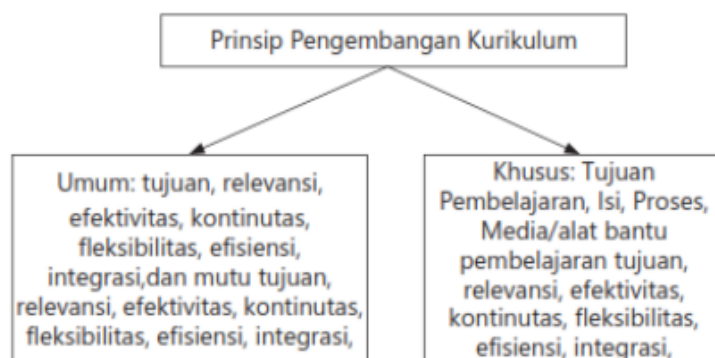 Prinsip Pengembangan Kurikulum
Umum: tujuan, relevansi,
efektivitas, kontinutas,
fleksibilitas, efisiensi,
integrasi,dan mutu tujuan,
relevansi, efektivitas, kontinutas,
fleksibilitas, efisiensi, integrasi,
Khusus: Tujuan
Pembelajaran, Isi, Proses,
Media/alat bantu
pembelajaran tujuan,
relevansi, efektivitas,
kontinutas, fleksibilitas,
efisiensi, integrasi,